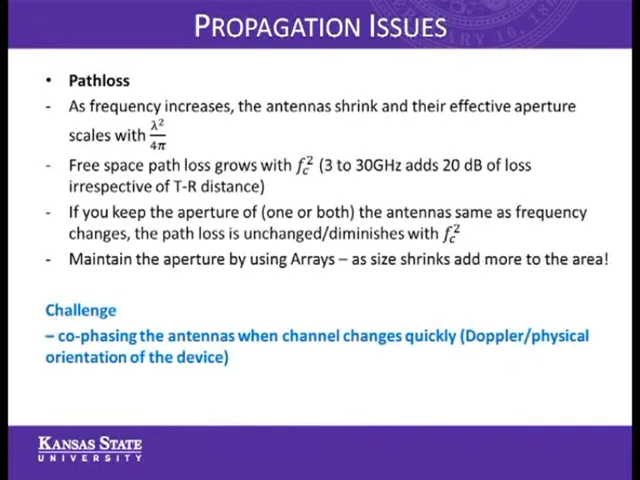 PROPAGATION ISSUES
• Pathloss
- As frequency increases, the antennas shrink and their effective aperture
scales with λ²/4π
- Free space path loss grows with f_c² (3 to 30GHz adds 20 dB of loss
irrespective of T-R distance)
- If you keep the aperture of (one or both) the antennas same as frequency
changes, the path loss is unchanged/diminishes with f_c²
- Maintain the aperture by using Arrays – as size shrinks add more to the area!
Challenge
– co-phasing the antennas when channel changes quickly (Doppler/physical
orientation of the device)
KANSAS STATE
UNIVERSITY